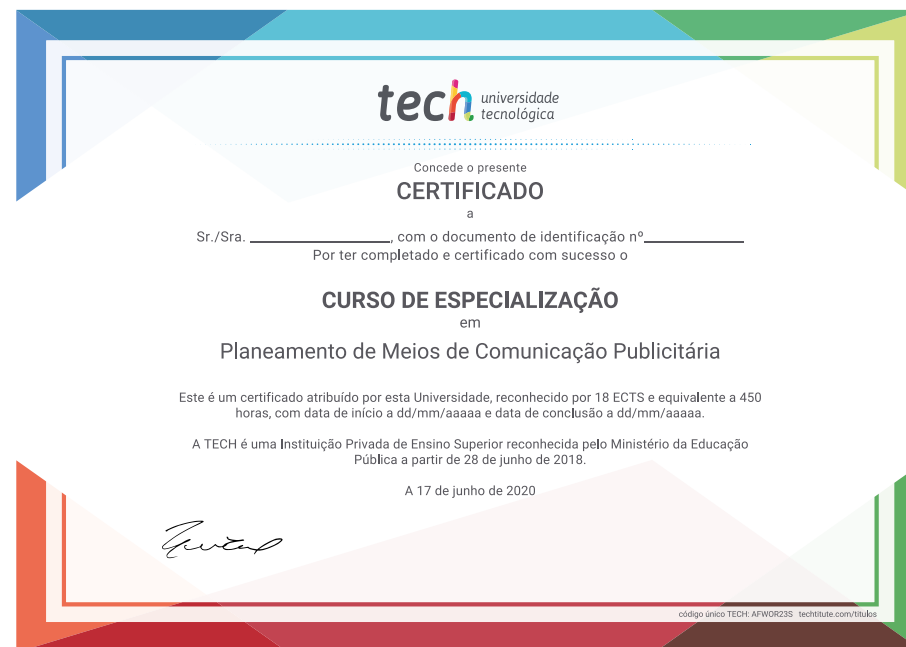 tech universidade
tecnológica
Concede o presente
CERTIFICADO
a
Sr./Sra. ____________________, com o documento de identificação nº______________
Por ter completado e certificado com sucesso o
CURSO DE ESPECIALIZAÇÃO
em
Planeamento de Meios de Comunicação Publicitária
Este é um certificado atribuído por esta Universidade, reconhecido por 18 ECTS e equivalente a 450
horas, com data de início a dd/mm/aaaaa e data de conclusão a dd/mm/aaaaa.
A TECH é uma Instituição Privada de Ensino Superior reconhecida pelo Ministério da Educação
Pública a partir de 28 de junho de 2018.
A 17 de junho de 2020
código único TECH: AFWOR23S techtitute.com/titulos